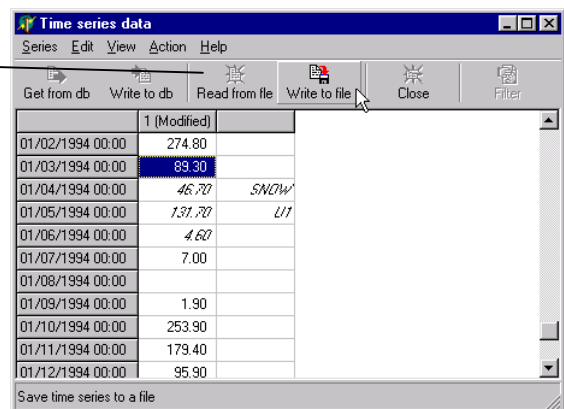 Time series data
Series Edit View Action Help
Get from db Write to db Read from file Write to file Close Filter
1 (Modified)
01/02/1994 00:00 274.80
01/03/1994 00:00 89.30
01/04/1994 00:00 46.70 SNOW
01/05/1994 00:00 131.70 U1
01/06/1994 00:00 4.60
01/07/1994 00:00 7.00
01/08/1994 00:00
01/09/1994 00:00 1.90
01/10/1994 00:00 253.90
01/11/1994 00:00 179.40
01/12/1994 00:00 95.90
Save time series to a file